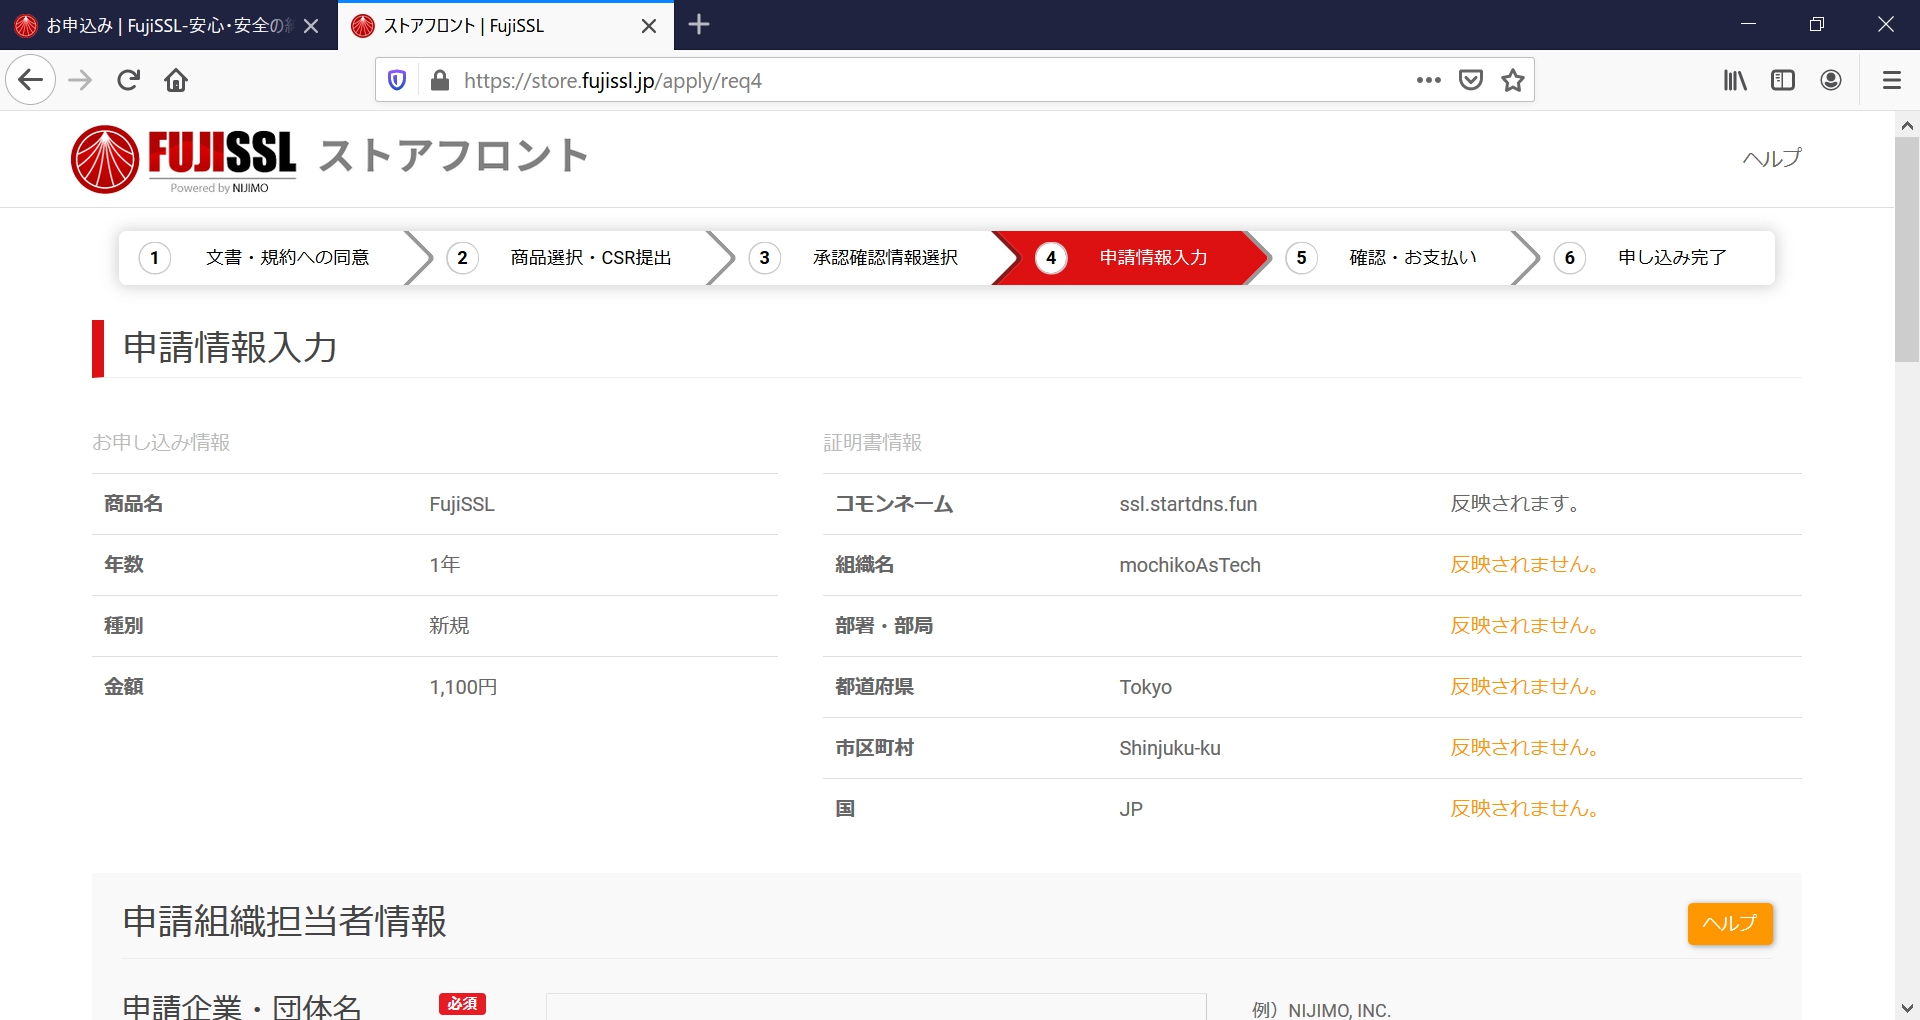 お申込み | FujiSSL-安心・安全の
ストアフロント | FujiSSL
https://store.fujissl.jp/apply/req4
FUJISSL ストアフロント
Powered by NIJIMO
ヘルプ
1 文書・規約への同意 2 商品選択・CSR提出 3 承認確認情報選択 4 申請情報入力 5 確認・お支払い 6 申し込み完了
申請情報入力
お申し込み情報
商品名 FujiSSL
年数 1年
種別 新規
金額 1,100円
証明書情報
コモンネーム ssl.startdns.fun 反映されます。
組織名 mochikoAsTech 反映されません。
部署・部局 反映されません。
都道府県 Tokyo 反映されません。
市区町村 Shinjuku-ku 反映されません。
国 JP 反映されません。
申請組織担当者情報
ヘルプ
申請企業・団体名 必須 例）NIJIMO, INC.